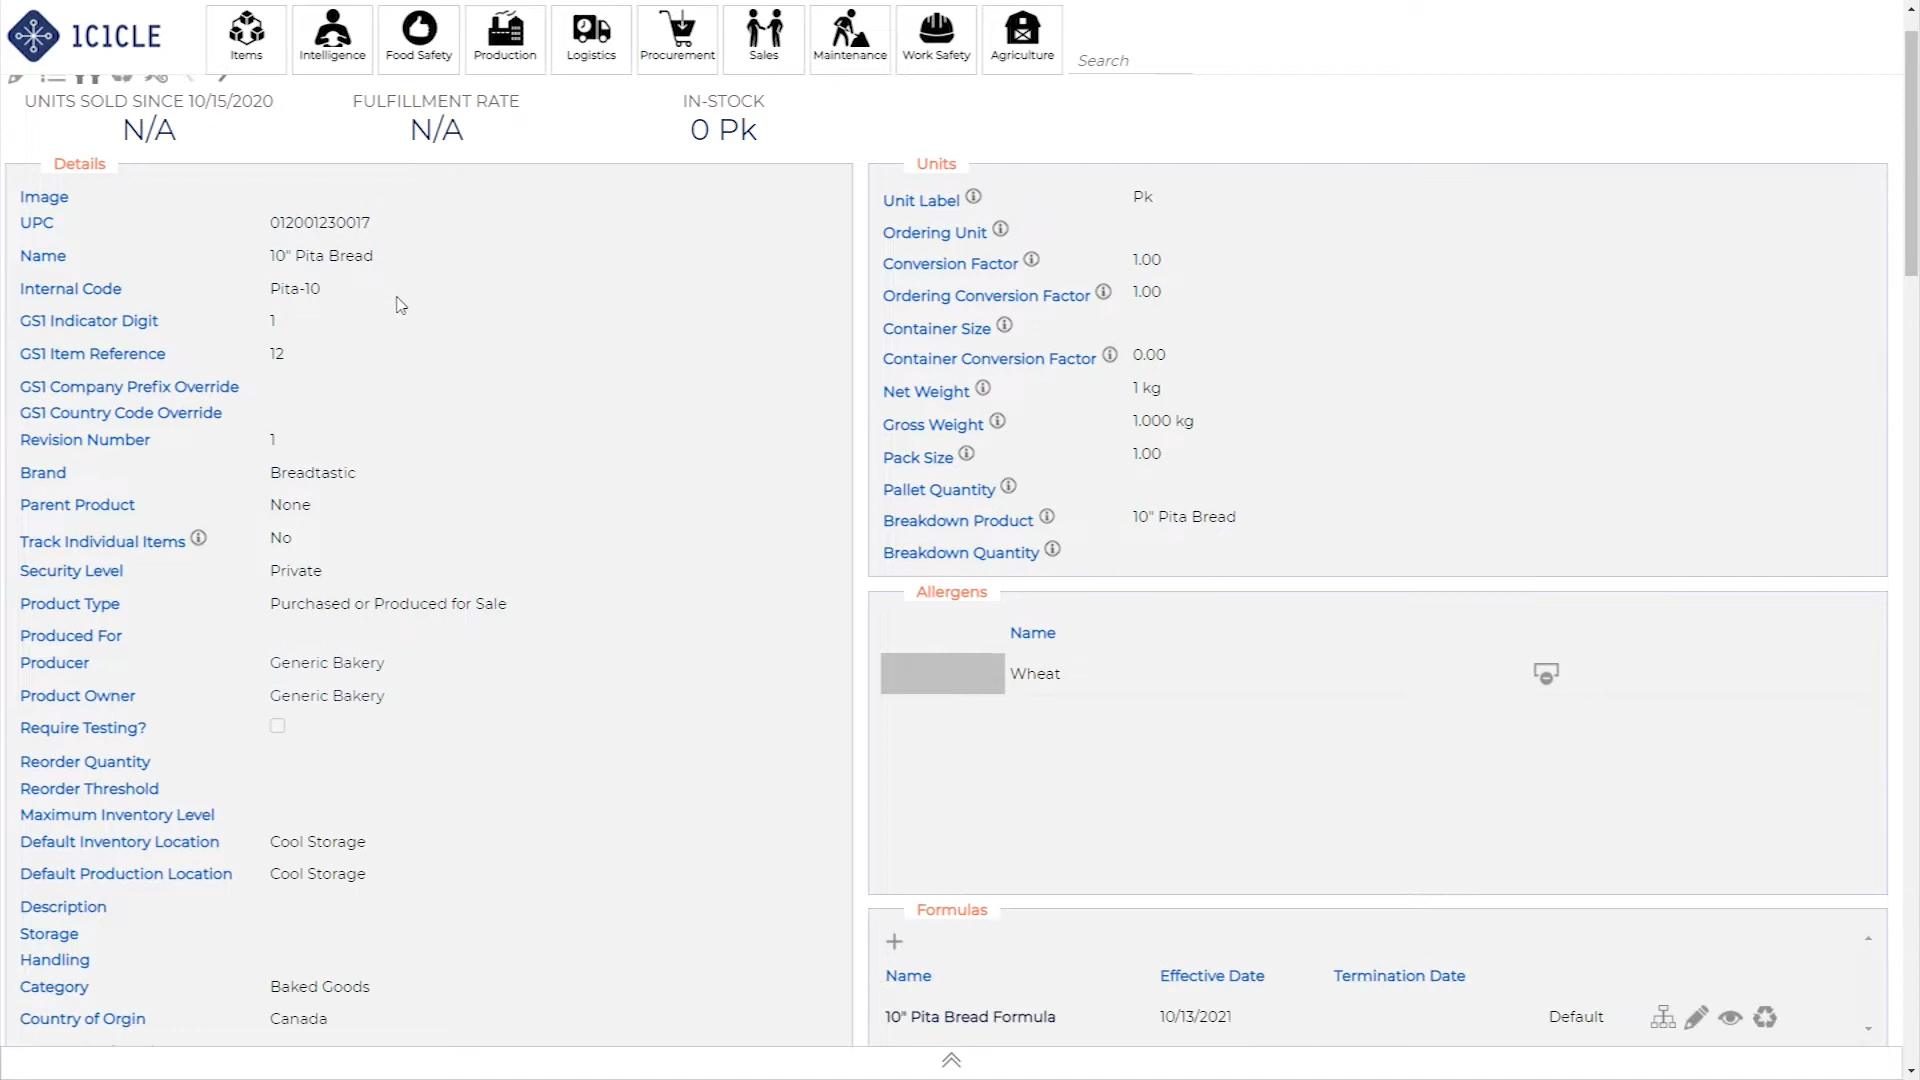 1C1CLE
Items
Intelligence
Food Safety
Production
Logistics
Procurement
Sales
Maintenance
Work Safety
Agriculture
Search
UNITS SOLD SINCE 10/15/2020
N/A
FULFILLMENT RATE
N/A
IN-STOCK
0 Pk
Details
Image
UPC 012001230017
Name 10" Pita Bread
Internal Code Pita-10
GS1 Indicator Digit 1
GS1 Item Reference 12
GS1 Company Prefix Override
GS1 Country Code Override
Revision Number 1
Brand Breadtastic
Parent Product None
Track Individual Items No
Security Level Private
Product Type Purchased or Produced for Sale
Produced For
Producer Generic Bakery
Product Owner Generic Bakery
Require Testing?
Reorder Quantity
Reorder Threshold
Maximum Inventory Level
Default Inventory Location Cool Storage
Default Production Location Cool Storage
Description
Storage
Handling
Category Baked Goods
Country of Orgin Canada
Units
Unit Label Pk
Ordering Unit
Conversion Factor 1.00
Ordering Conversion Factor 1.00
Container Size
Container Conversion Factor 0.00
Net Weight 1 kg
Gross Weight 1.000 kg
Pack Size 1.00
Pallet Quantity
Breakdown Product 10" Pita Bread
Breakdown Quantity
Allergens
Name
Wheat
Formulas
Name Effective Date Termination Date
10" Pita Bread Formula 10/13/2021 Default